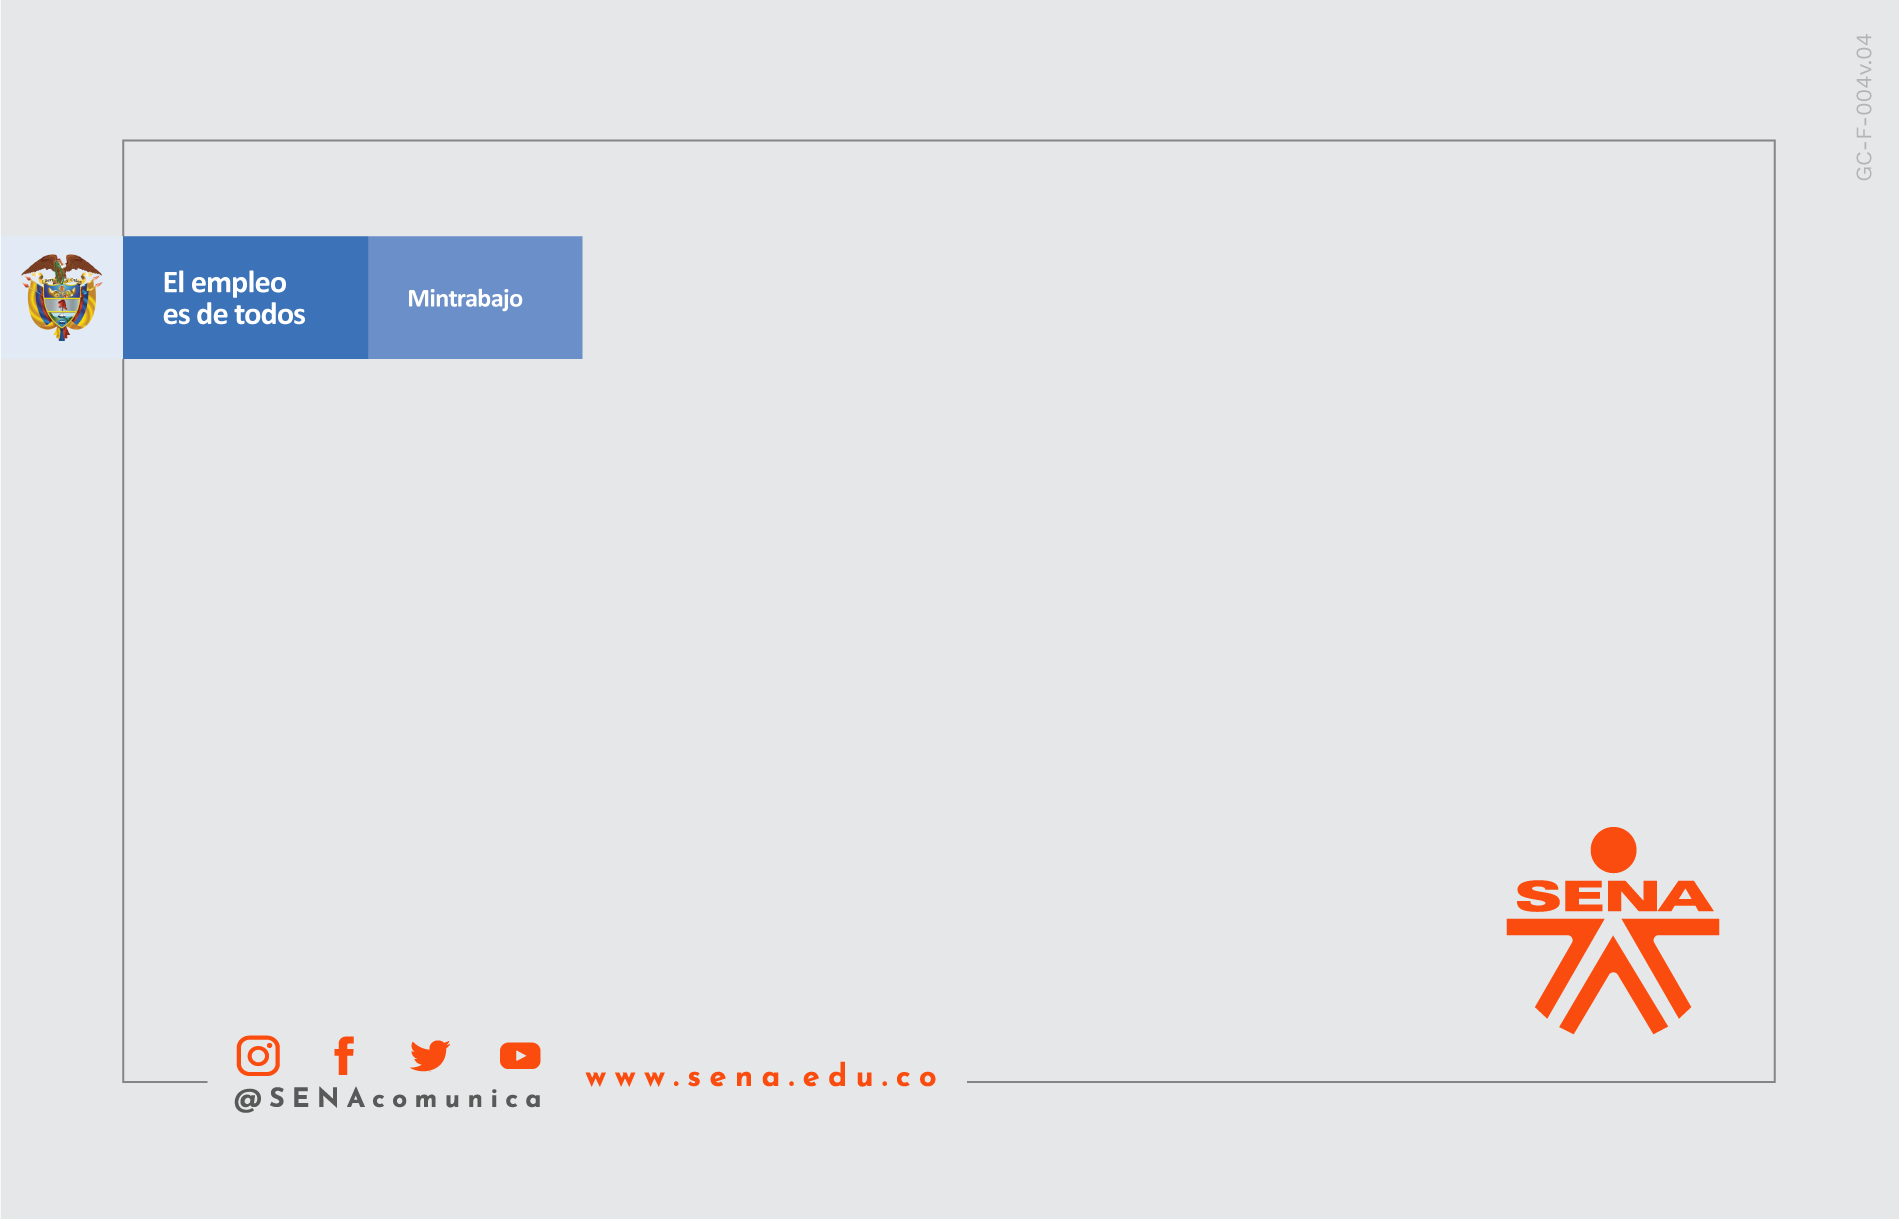 GC-F-004v.04
El empleo
es de todos
Mintrabajo
SENA
@SENAcomunica
www.sena.edu.co